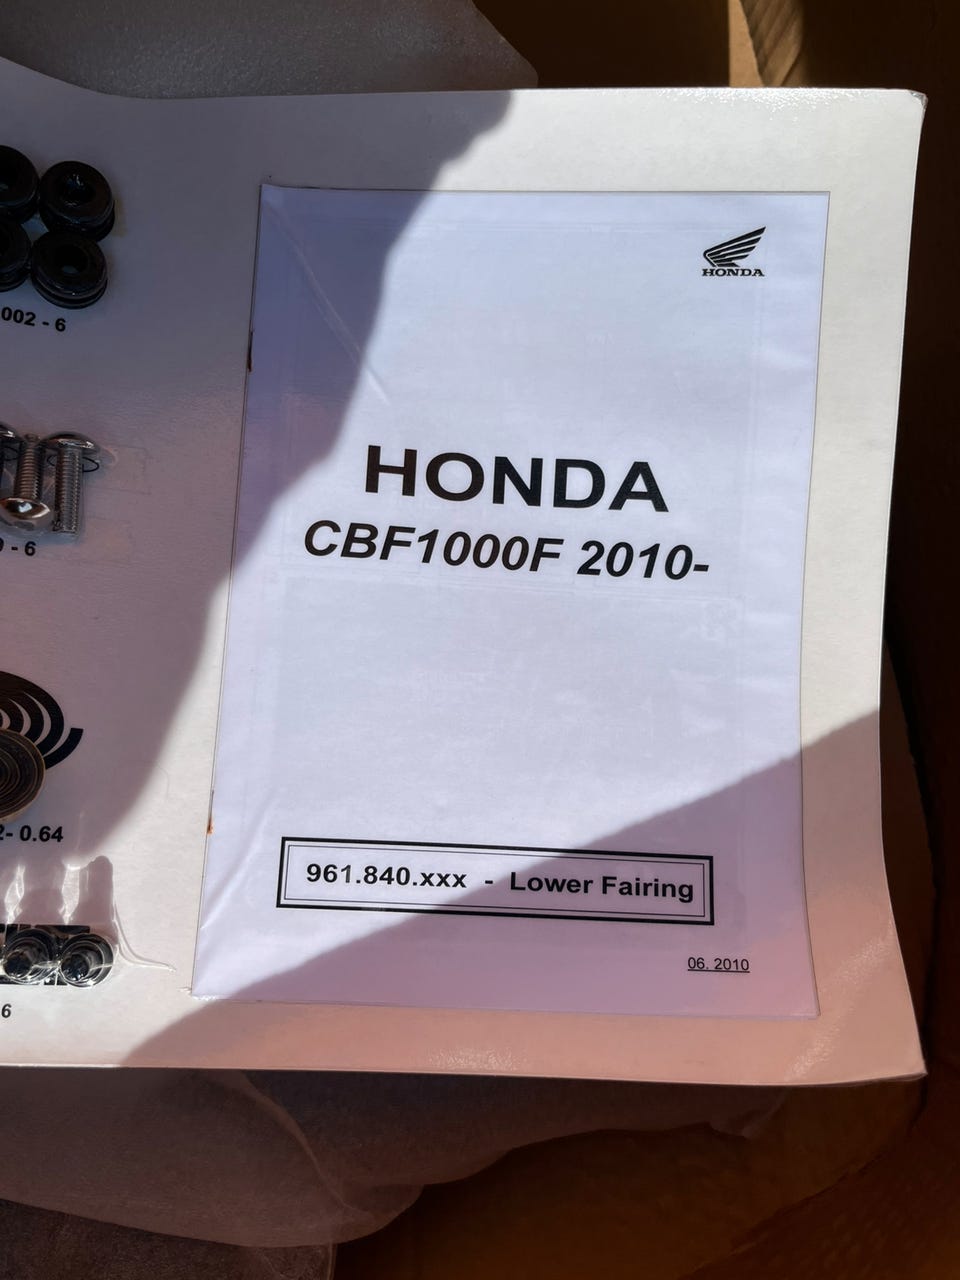 002 - 6
- 6
- 0.64
6
HONDA
HONDA
CBF1000F 2010-
961.840.xxx - Lower Fairing
06. 2010